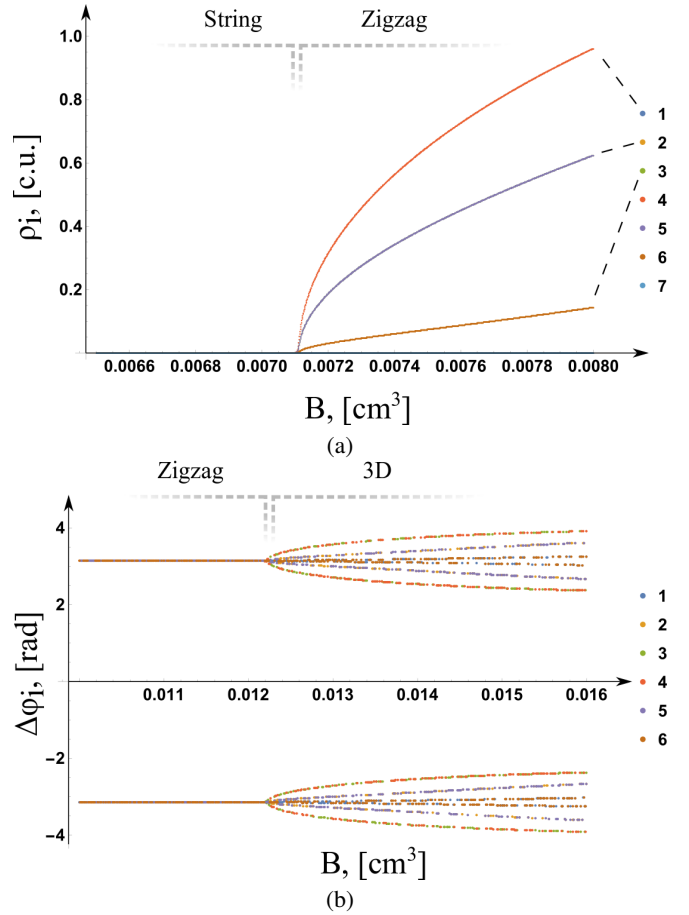 String Zigzag
1.0
0.8
0.6
0.4
0.2
ρi, [c.u.]
1
2
3
4
5
6
7
0.0066 0.0068 0.0070 0.0072 0.0074 0.0076 0.0078 0.0080
B, [cm³]
(a)
Zigzag 3D
4
2
-2
-4
Δφi, [rad]
0.011 0.012 0.013 0.014 0.015 0.016
1
2
3
4
5
6
B, [cm³]
(b)